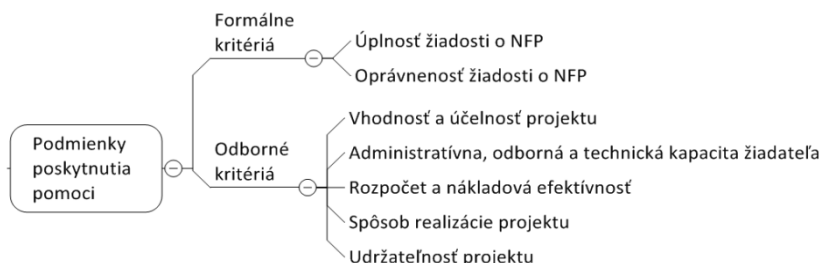 Formálne
kritériá
Úplnosť žiadosti o NFP
Oprávnenosť žiadosti o NFP
Podmienky
poskytnutia
pomoci
Odborné
kritériá
Vhodnosť a účelnosť projektu
Administratívna, odborná a technická kapacita žiadateľa
Rozpočet a nákladová efektívnosť
Spôsob realizácie projektu
Udržateľnosť projektu